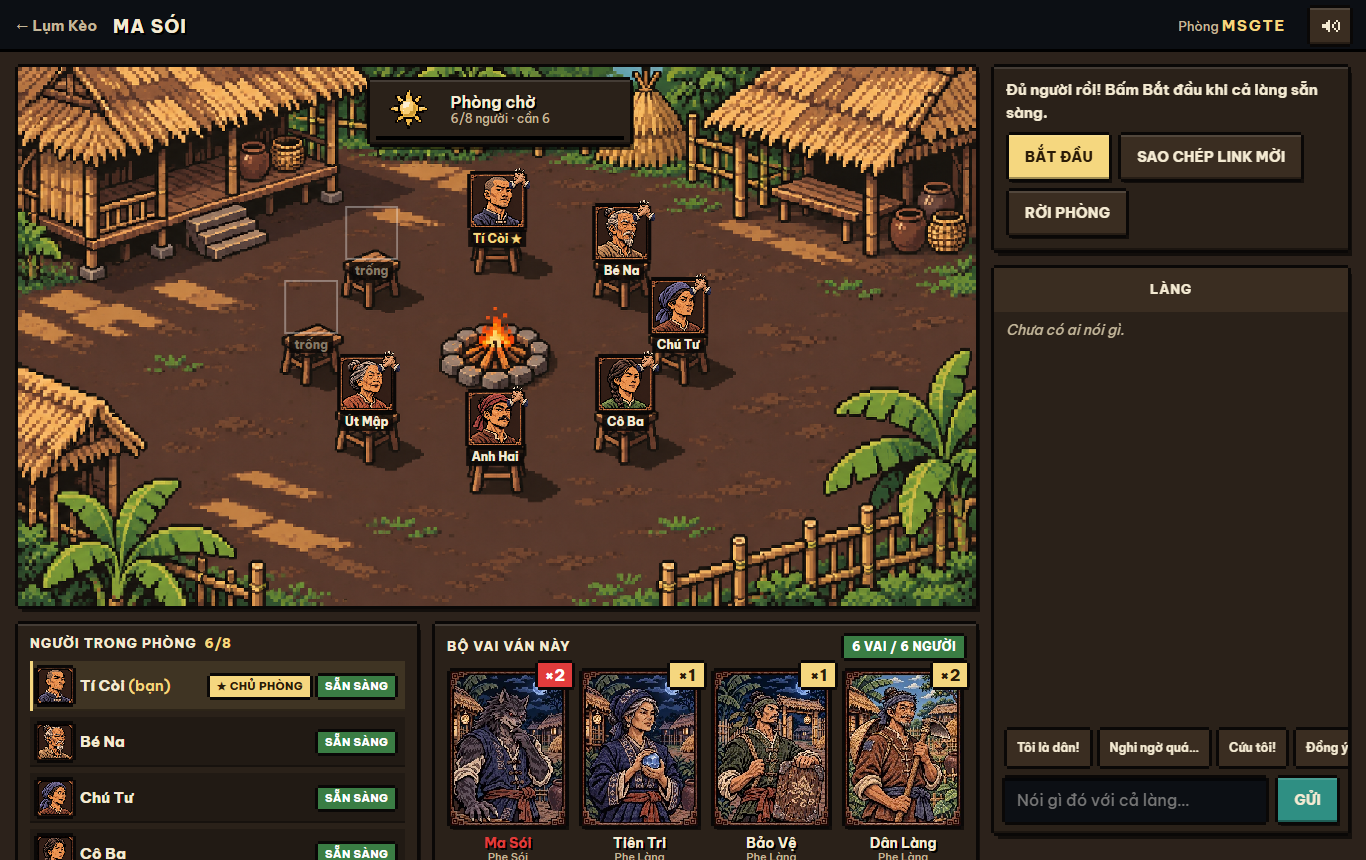 ← Lụm Kèo MA SÓI
Phòng MSGTE
Phòng chờ
6/8 người · cần 6
Tí Còi ★
Bé Na
trống
Chú Tư
trống
Út Mập
Cô Ba
Anh Hai
Đủ người rồi! Bấm Bắt đầu khi cả làng sẵn
sàng.
BẮT ĐẦU
SAO CHÉP LINK MỜI
RỜI PHÒNG
LÀNG
Chưa có ai nói gì.
Tôi là dân!
Nghi ngờ quá...
Cứu tôi!
Đồng ý
Nói gì đó với cả làng...
GỬI
NGƯỜI TRONG PHÒNG 6/8
Tí Còi (bạn)
★ CHỦ PHÒNG
SẴN SÀNG
Bé Na
SẴN SÀNG
Chú Tư
SẴN SÀNG
Cô Ba
SẴN SÀNG
BỘ VAI VÁN NÀY
6 VAI / 6 NGƯỜI
×2
×1
×1
×2
Ma Sói
Tiên Tri
Bảo Vệ
Dân Làng
Phe Sói
Phe Làng
Phe Làng
Phe Làng